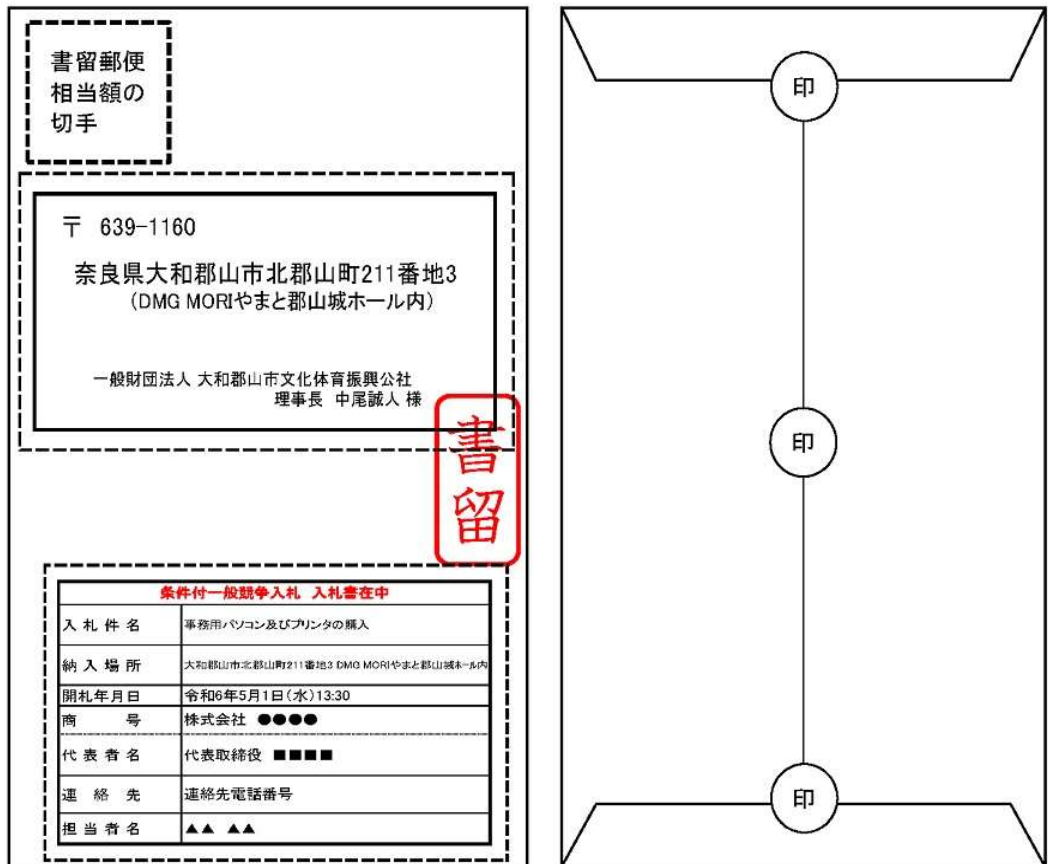 書留郵便
相当額の
切手
〒 639-1160
奈良県大和郡山市北郡山町211番地3
(DMG MORIやまと郡山城ホール内)
一般財団法人 大和郡山市文化体育振興公社
理事長 中尾誠人 様
書留
条件付一般競争入札 入札書在中
入札件名 事務用パソコン及びプリンタの購入
納入場所 大和郡山市北郡山町211番地3 DMG MORIやまと郡山城ホール内
開札年月日 令和6年5月1日(水)13:30
商号 株式会社 ●●●●
代表者名 代表取締役 ■■■■
連絡先 連絡先電話番号
担当者名 ▲▲ ▲▲
印
印
印